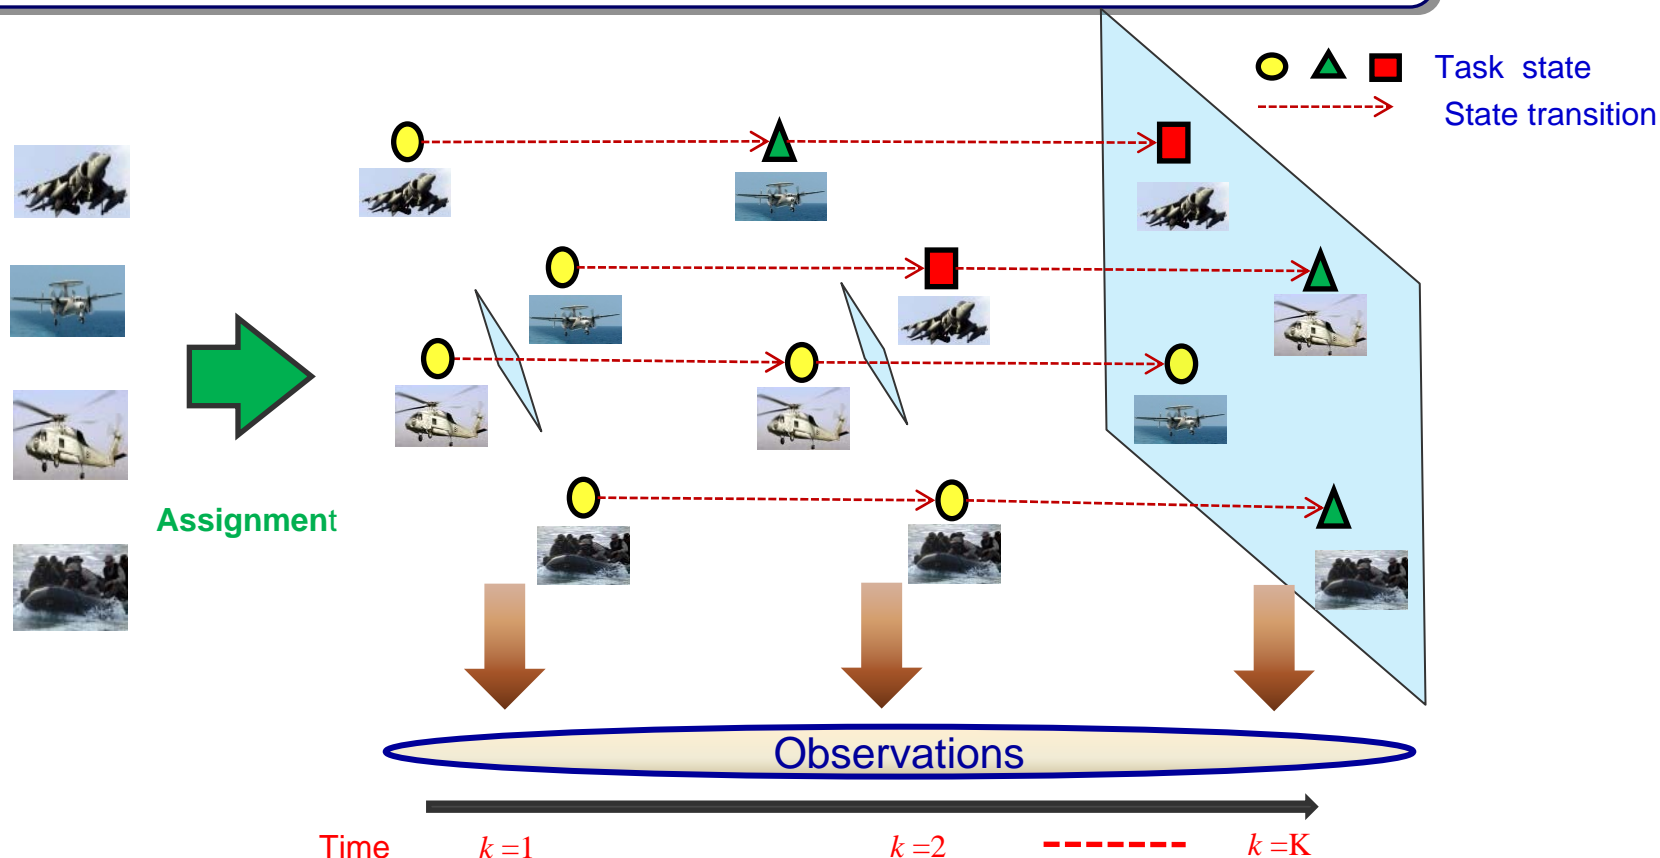 Task state
State transition
Assignment
Observations
Time k =1 k =2 k =K